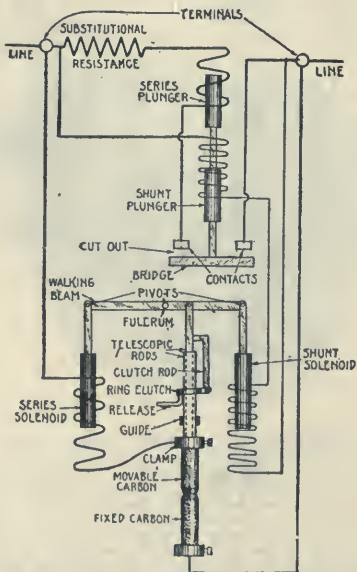 TERMINALS
SUBSTITUTIONAL
LINE
RESISTANCE
LINE
SERIES
PLUNGER
SHUNT
PLUNGER
CUT OUT
BRIDGE
CONTACTS
WALKING
BEAM
PIVOTS
FULCRUM
TELESCOPIC
RODS
CLUTCH ROD
SHUNT
SOLENOID
RING CLUTCH
RELEASE
SERIES
SOLENOID
GUIDE
CLAMP
MOVABLE
CARBON
FIXED CARBON